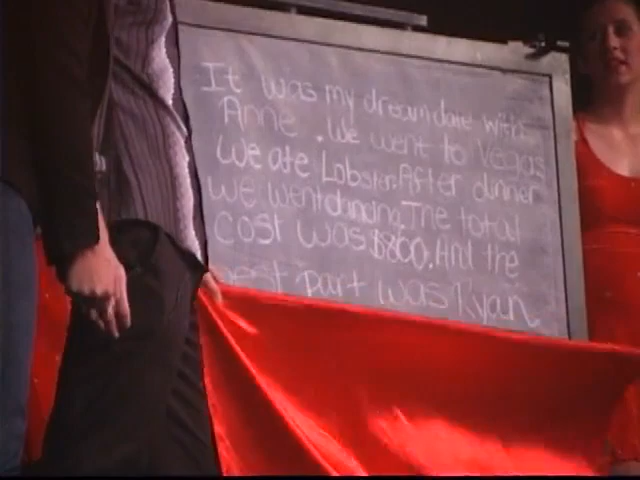 It was my dream date with
Anne. We went to Vegas
We ate Lobster. After dinner
we went dancing. The total
cost was $800. And the
best part was Ryan